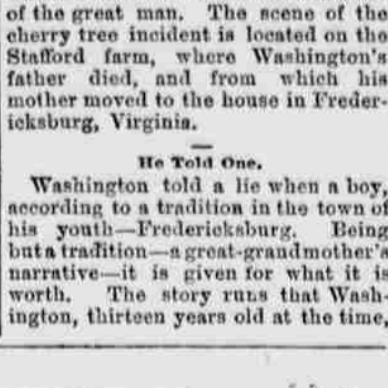 of the great man. The scene of the
cherry tree incident is located on the
Stafford farm, where Washington's
father died, and from which his
mother moved to the house in Freder-
icksburg, Virginia.
He Told One.
Washington told a lie when a boy,
according to a tradition in the town of
his youth—Fredericksburg. Being
but a tradition—a great-grandmother's
narrative—it is given for what it is
worth. The story runs that Wash-
ington, thirteen years old at the time,